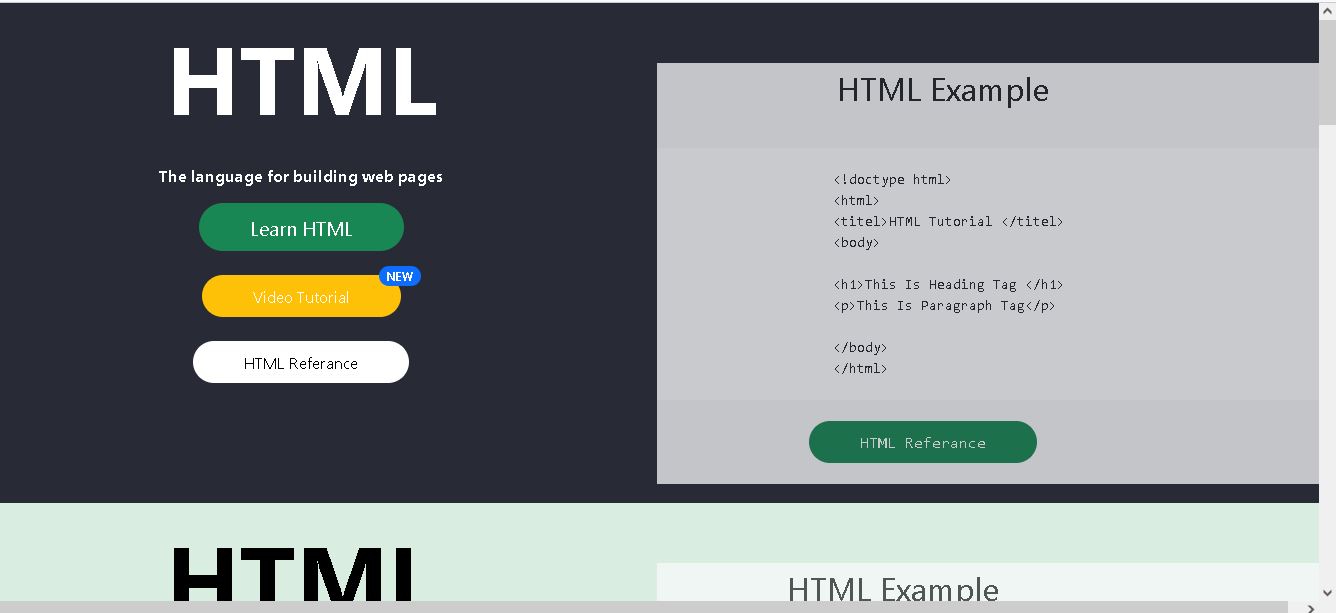 HTML
The language for building web pages
Learn HTML
NEW
Video Tutorial
HTML Referance
HTML Example
<!doctype html>
<html>
<titel>HTML Tutorial </titel>
<body>
<h1>This Is Heading Tag </h1>
<p>This Is Paragraph Tag</p>
</body>
</html>
HTML Referance
HTML
HTML Example